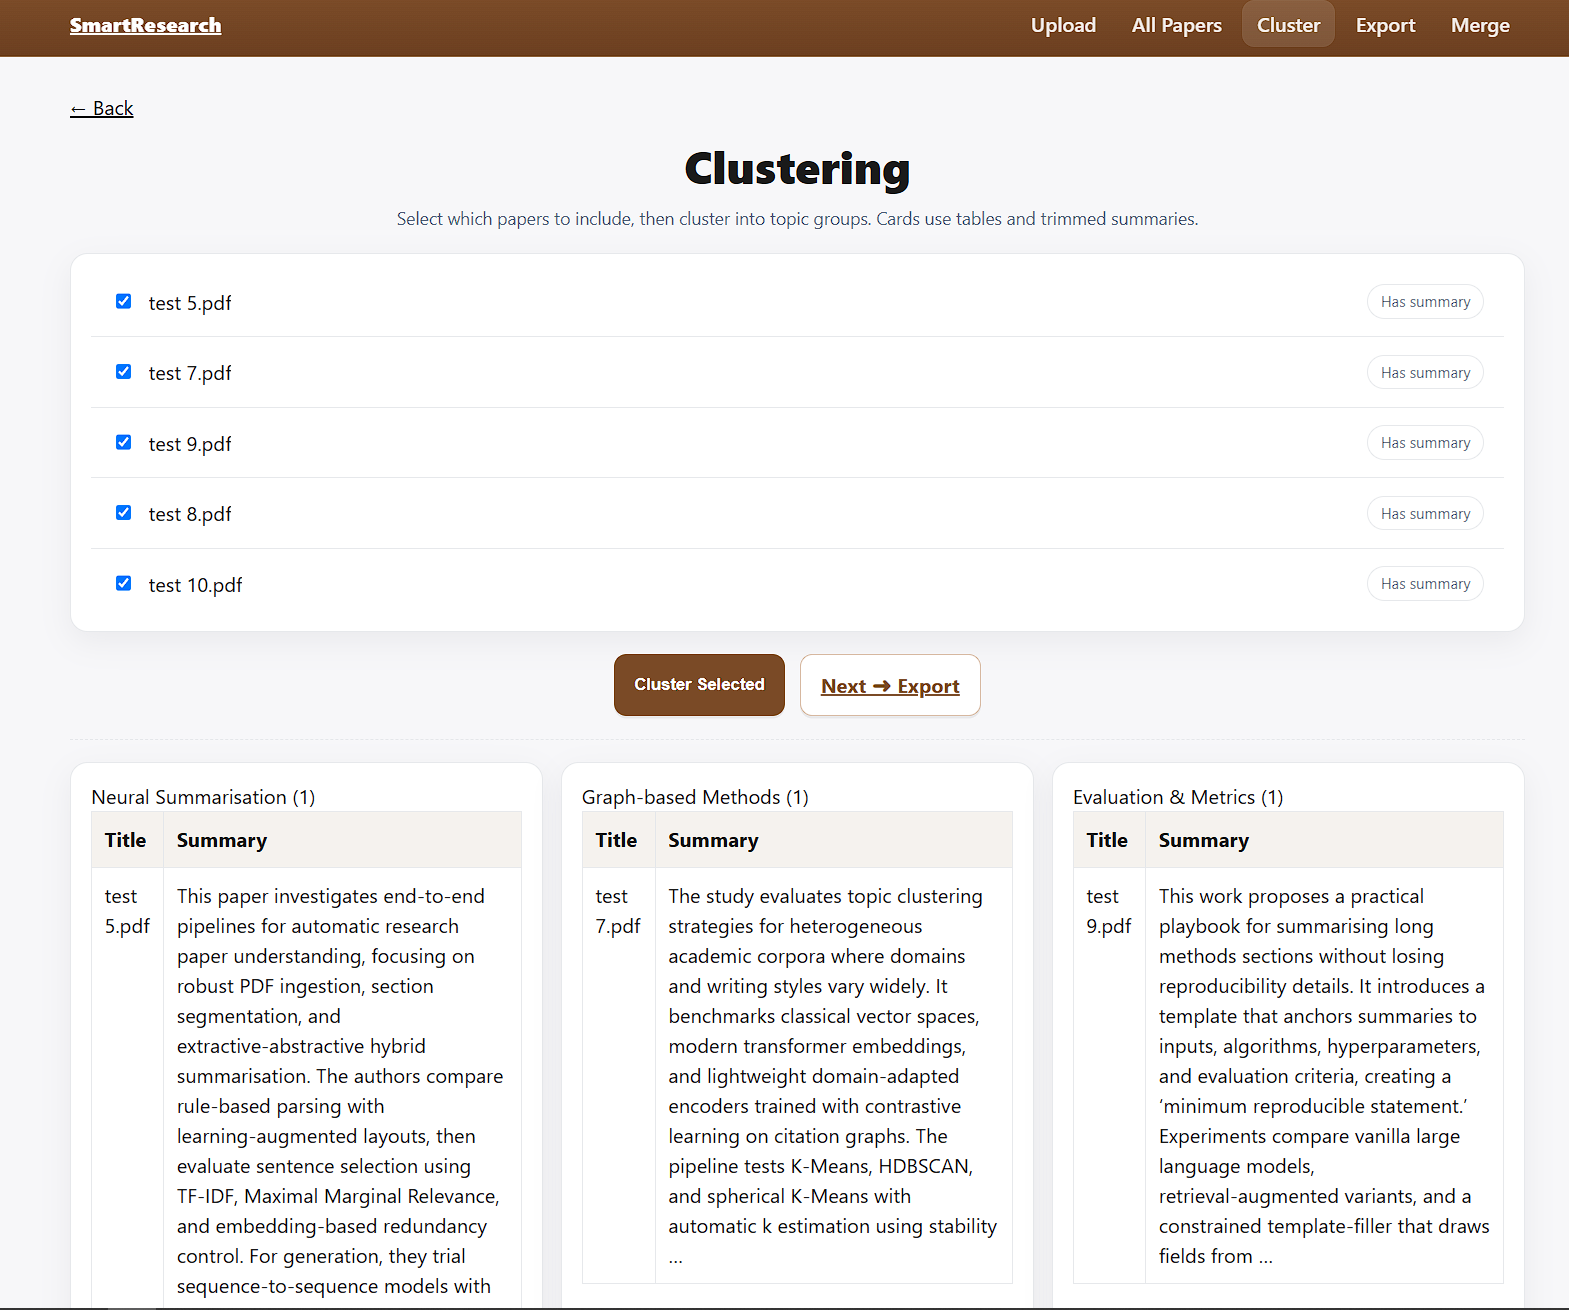 SmartResearch
Upload All Papers Cluster Export Merge
← Back
Clustering
Select which papers to include, then cluster into topic groups. Cards use tables and trimmed summaries.
test 5.pdf Has summary
test 7.pdf Has summary
test 9.pdf Has summary
test 8.pdf Has summary
test 10.pdf Has summary
Cluster Selected
Next ➜ Export
Neural Summarisation (1)
Title Summary
test
5.pdf
This paper investigates end-to-end
pipelines for automatic research
paper understanding, focusing on
robust PDF ingestion, section
segmentation, and
extractive-abstractive hybrid
summarisation. The authors compare
rule-based parsing with
learning-augmented layouts, then
evaluate sentence selection using
TF-IDF, Maximal Marginal Relevance,
and embedding-based redundancy
control. For generation, they trial
sequence-to-sequence models with
Graph-based Methods (1)
Title Summary
test
7.pdf
The study evaluates topic clustering
strategies for heterogeneous
academic corpora where domains
and writing styles vary widely. It
benchmarks classical vector spaces,
modern transformer embeddings,
and lightweight domain-adapted
encoders trained with contrastive
learning on citation graphs. The
pipeline tests K-Means, HDBSCAN,
and spherical K-Means with
automatic k estimation using stability
...
Evaluation & Metrics (1)
Title Summary
test
9.pdf
This work proposes a practical
playbook for summarising long
methods sections without losing
reproducibility details. It introduces a
template that anchors summaries to
inputs, algorithms, hyperparameters,
and evaluation criteria, creating a
‘minimum reproducible statement.’
Experiments compare vanilla large
language models,
retrieval-augmented variants, and a
constrained template-filler that draws
fields from ...